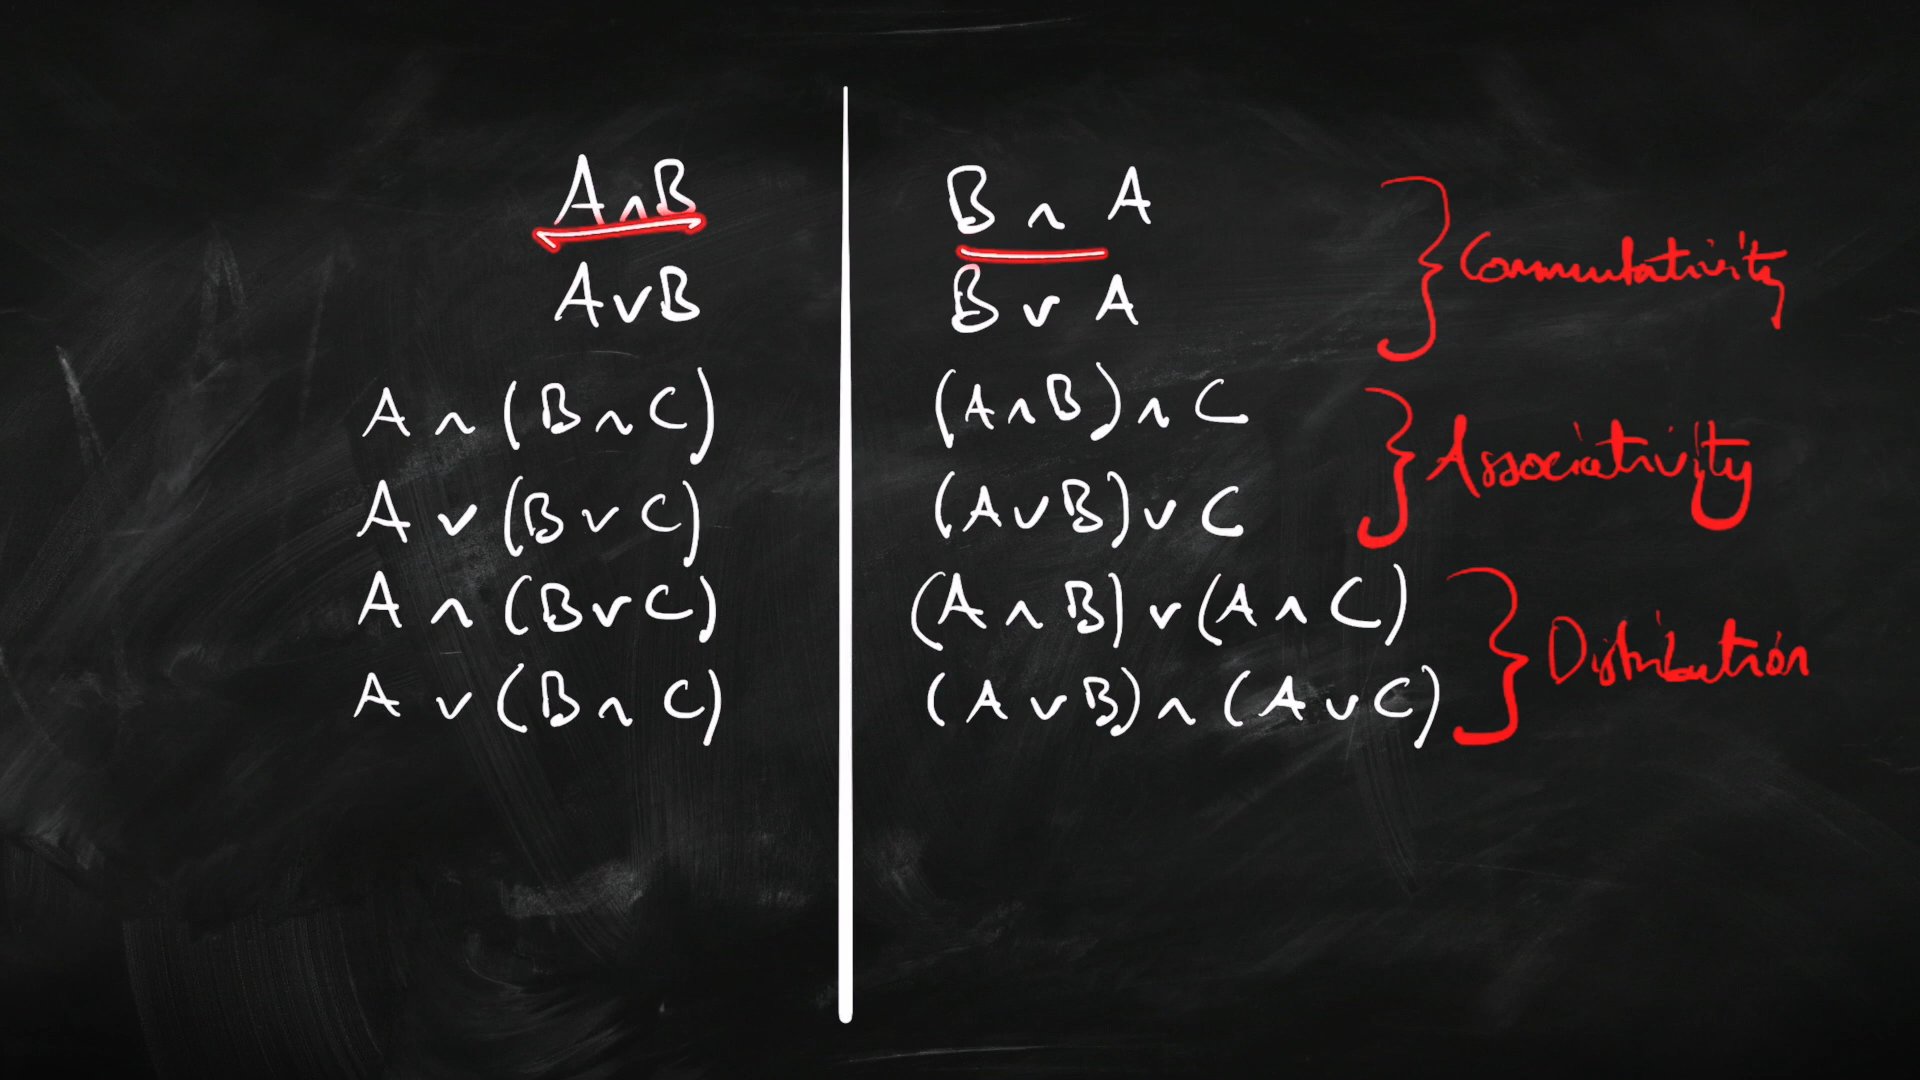 A ∧ B B ∧ A
A ∨ B B ∨ A
Commutativity
A ∧ (B ∧ C) (A ∧ B) ∧ C
A ∨ (B ∨ C) (A ∨ B) ∨ C
Associativity
A ∧ (B ∨ C) (A ∧ B) ∨ (A ∧ C)
A ∨ (B ∧ C) (A ∨ B) ∧ (A ∨ C)
Distribution